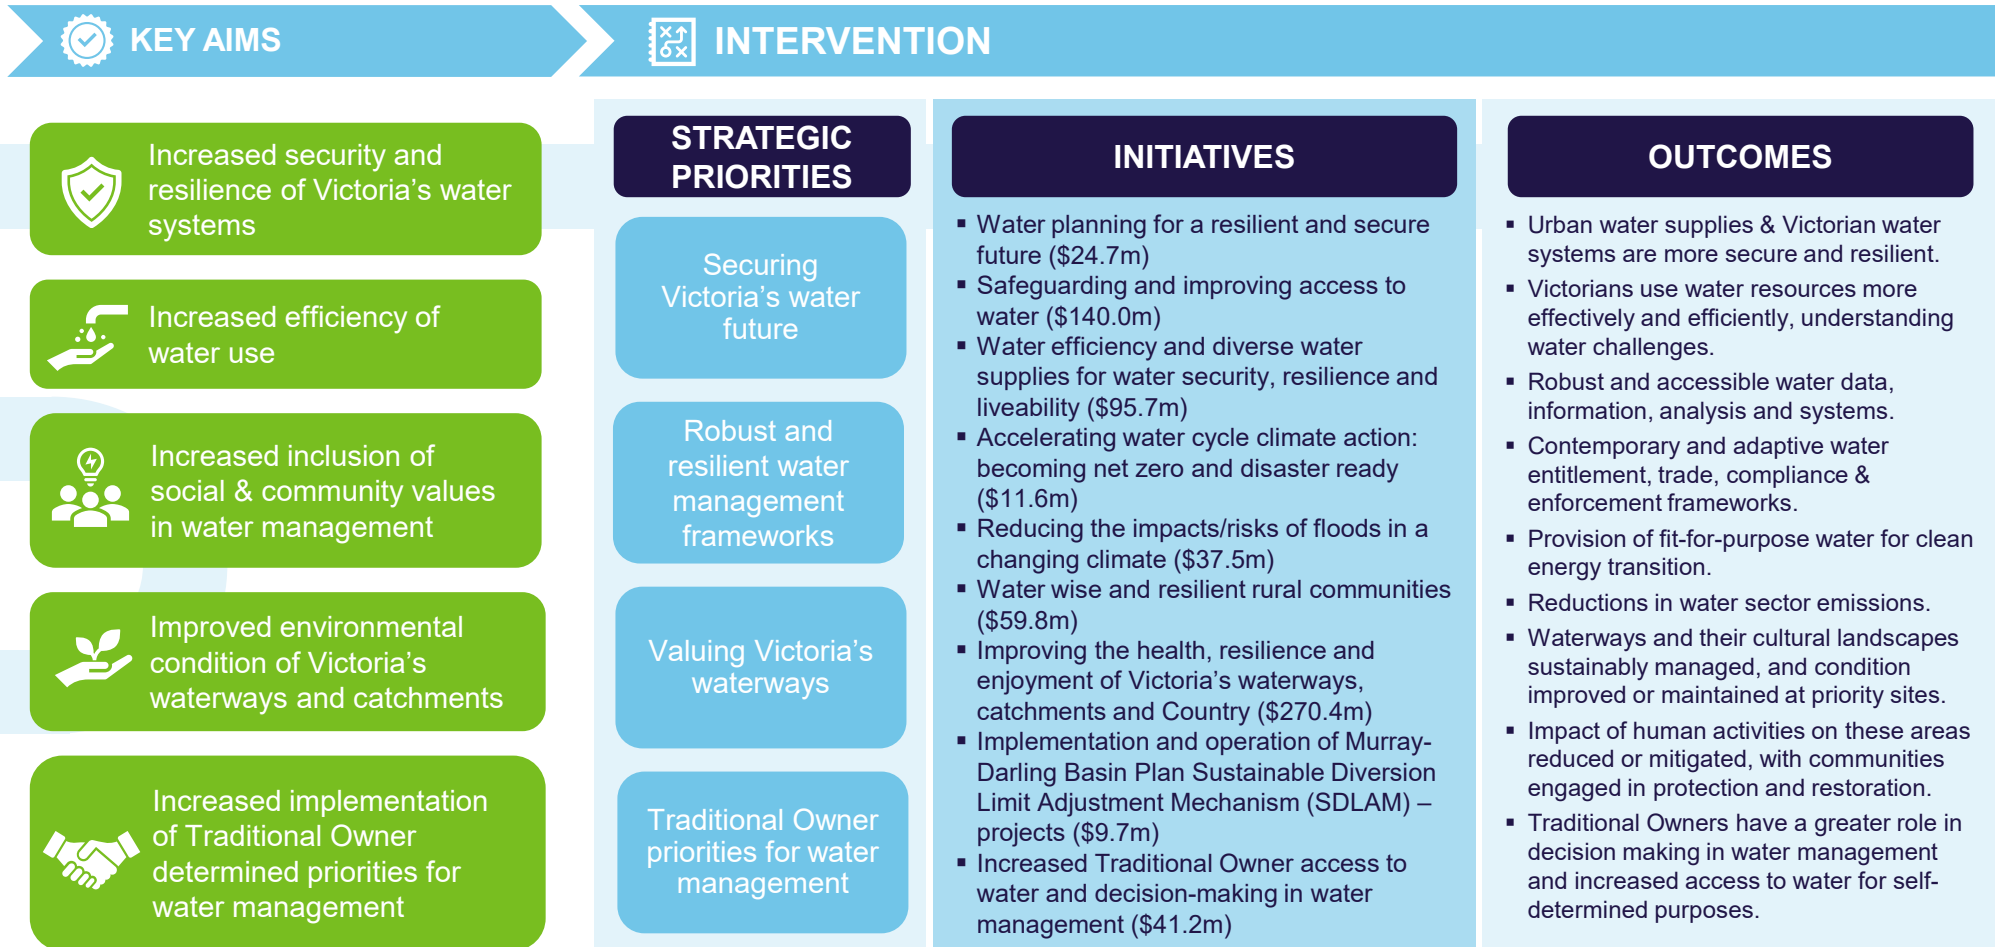 KEY AIMS
INTERVENTION
Increased security and
resilience of Victoria’s water
systems
Increased efficiency of
water use
Increased inclusion of
social & community values
in water management
Improved environmental
condition of Victoria’s
waterways and catchments
Increased implementation
of Traditional Owner
determined priorities for
water management
STRATEGIC
PRIORITIES
Securing
Victoria’s water
future
Robust and
resilient water
management
frameworks
Valuing Victoria’s
waterways
Traditional Owner
priorities for water
management
INITIATIVES
▪ Water planning for a resilient and secure
future ($24.7m)
▪ Safeguarding and improving access to
water ($140.0m)
▪ Water efficiency and diverse water
supplies for water security, resilience and
liveability ($95.7m)
▪ Accelerating water cycle climate action:
becoming net zero and disaster ready
($11.6m)
▪ Reducing the impacts/risks of floods in a
changing climate ($37.5m)
▪ Water wise and resilient rural communities
($59.8m)
▪ Improving the health, resilience and
enjoyment of Victoria’s waterways,
catchments and Country ($270.4m)
▪ Implementation and operation of Murray-
Darling Basin Plan Sustainable Diversion
Limit Adjustment Mechanism (SDLAM) –
projects ($9.7m)
▪ Increased Traditional Owner access to
water and decision-making in water
management ($41.2m)
OUTCOMES
▪ Urban water supplies & Victorian water
systems are more secure and resilient.
▪ Victorians use water resources more
effectively and efficiently, understanding
water challenges.
▪ Robust and accessible water data,
information, analysis and systems.
▪ Contemporary and adaptive water
entitlement, trade, compliance &
enforcement frameworks.
▪ Provision of fit-for-purpose water for clean
energy transition.
▪ Reductions in water sector emissions.
▪ Waterways and their cultural landscapes
sustainably managed, and condition
improved or maintained at priority sites.
▪ Impact of human activities on these areas
reduced or mitigated, with communities
engaged in protection and restoration.
▪ Traditional Owners have a greater role in
decision making in water management
and increased access to water for self-
determined purposes.